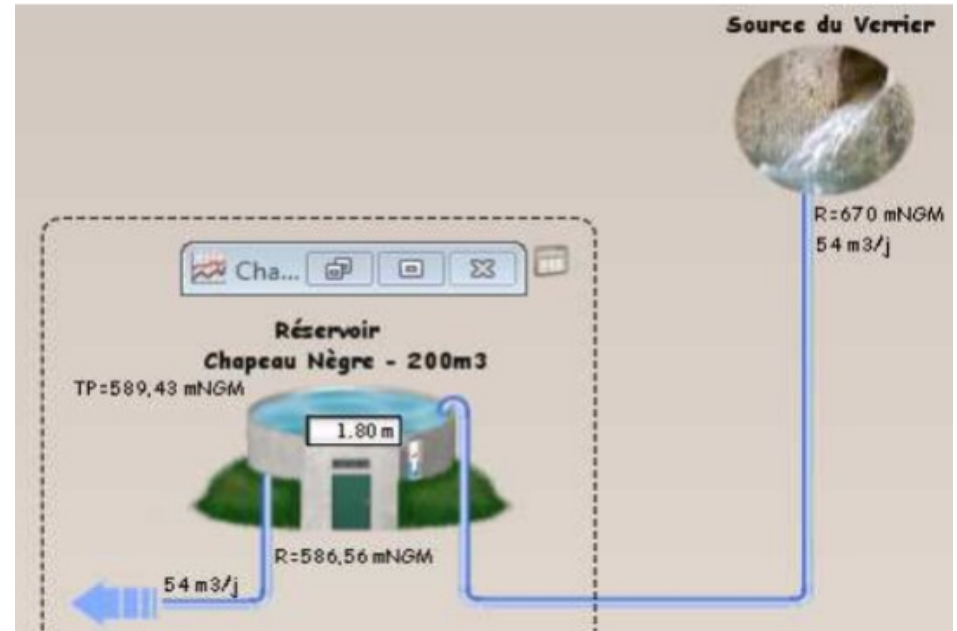 Source du Verrier
R=670 mNGM
54 m3/j
Cha...
Réservoir
Chapeau Nègre - 200m3
TP=589,43 mNGM
1.80 m
R=586,56 mNGM
54 m3/j